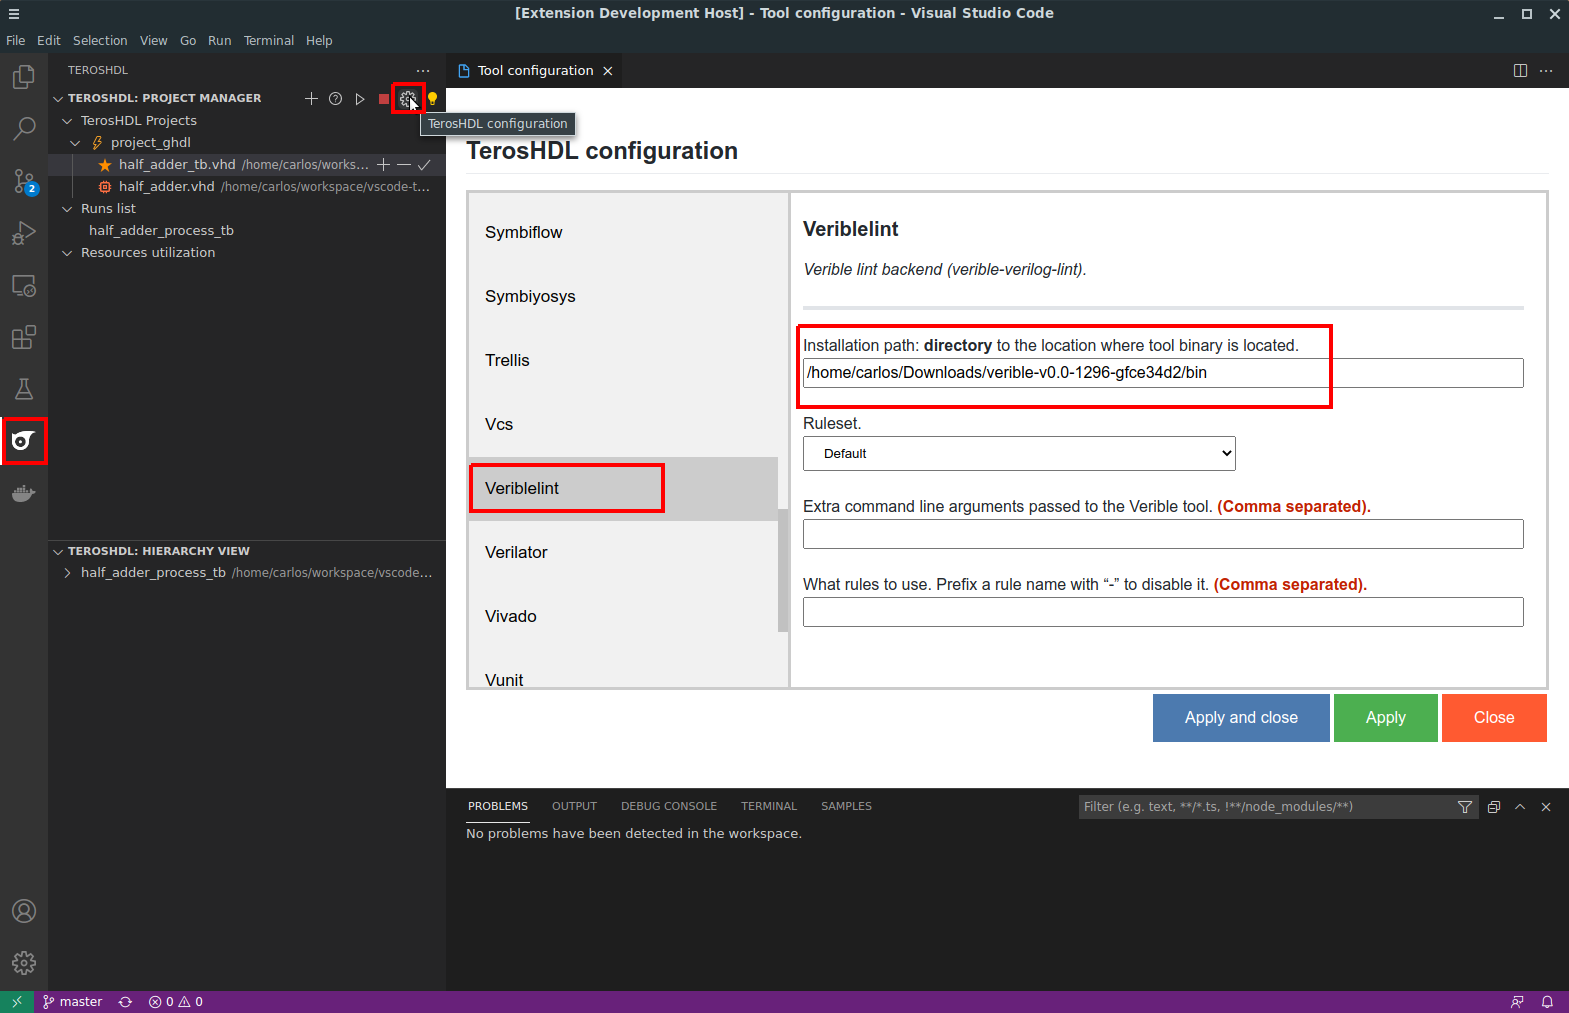 [Extension Development Host] - Tool configuration - Visual Studio Code
File Edit Selection View Go Run Terminal Help
TEROSHDL
Tool configuration
TEROSHDL: PROJECT MANAGER
TerosHDL configuration
TerosHDL Projects
project_ghdl
half_adder_tb.vhd /home/carlos/works...
half_adder.vhd /home/carlos/workspace/vscode-t...
Runs list
half_adder_process_tb
Resources utilization
2
TEROSHDL: HIERARCHY VIEW
half_adder_process_tb /home/carlos/workspace/vscode...
TerosHDL configuration
Symbiflow
Symbiyosys
Trellis
Vcs
Veriblelint
Verilator
Vivado
Vunit
Veriblelint
Verible lint backend (verible-verilog-lint).
Installation path: directory to the location where tool binary is located.
/home/carlos/Downloads/verible-v0.0-1296-gfce34d2/bin
Ruleset.
Default
Extra command line arguments passed to the Verible tool. (Comma separated).
What rules to use. Prefix a rule name with “-” to disable it. (Comma separated).
Apply and close Apply Close
PROBLEMS OUTPUT DEBUG CONSOLE TERMINAL SAMPLES
Filter (e.g. text, **/*.ts, !**/node_modules/**)
No problems have been detected in the workspace.
master 0 0